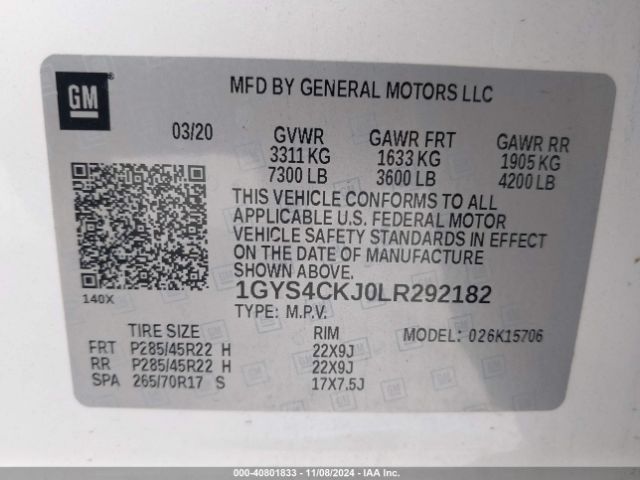 GM
MFD BY GENERAL MOTORS LLC
03/20 GVWR GAWR FRT GAWR RR
3311 KG 1633 KG 1905 KG
7300 LB 3600 LB 4200 LB
THIS VEHICLE CONFORMS TO ALL
APPLICABLE U.S. FEDERAL MOTOR
VEHICLE SAFETY STANDARDS IN EFFECT
ON THE DATE OF MANUFACTURE
SHOWN ABOVE.
140X
1GYS4CKJ0LR292182
TYPE: M.P.V.
TIRE SIZE RIM MODEL: 026K15706
FRT P285/45R22 H 22X9J
RR P285/45R22 H 22X9J
SPA 265/70R17 S 17X7.5J
000-40801833 - 11/08/2024 - IAA Inc.